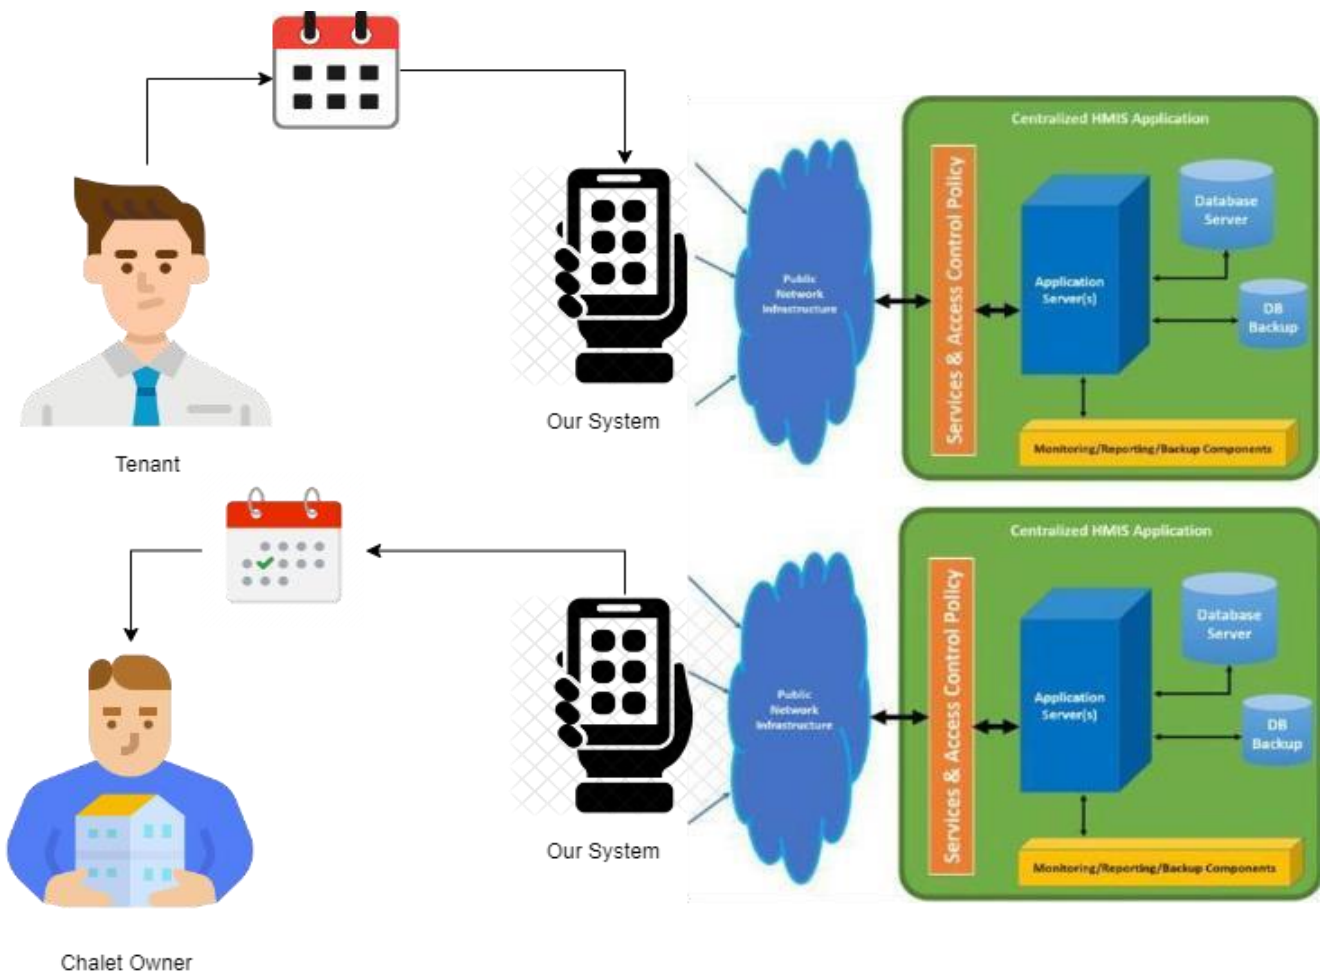 Centralized HMIS Application
Services & Access Control Policy
Database
Server
Public
Network
Infrastructure
Application
Server(s)
DB
Backup
Our System
Monitoring/Reporting/Backup Components
Tenant
Centralized HMIS Application
Services & Access Control Policy
Database
Server
Public
Network
Infrastructure
Application
Server(s)
DB
Backup
Our System
Monitoring/Reporting/Backup Components
Chalet Owner